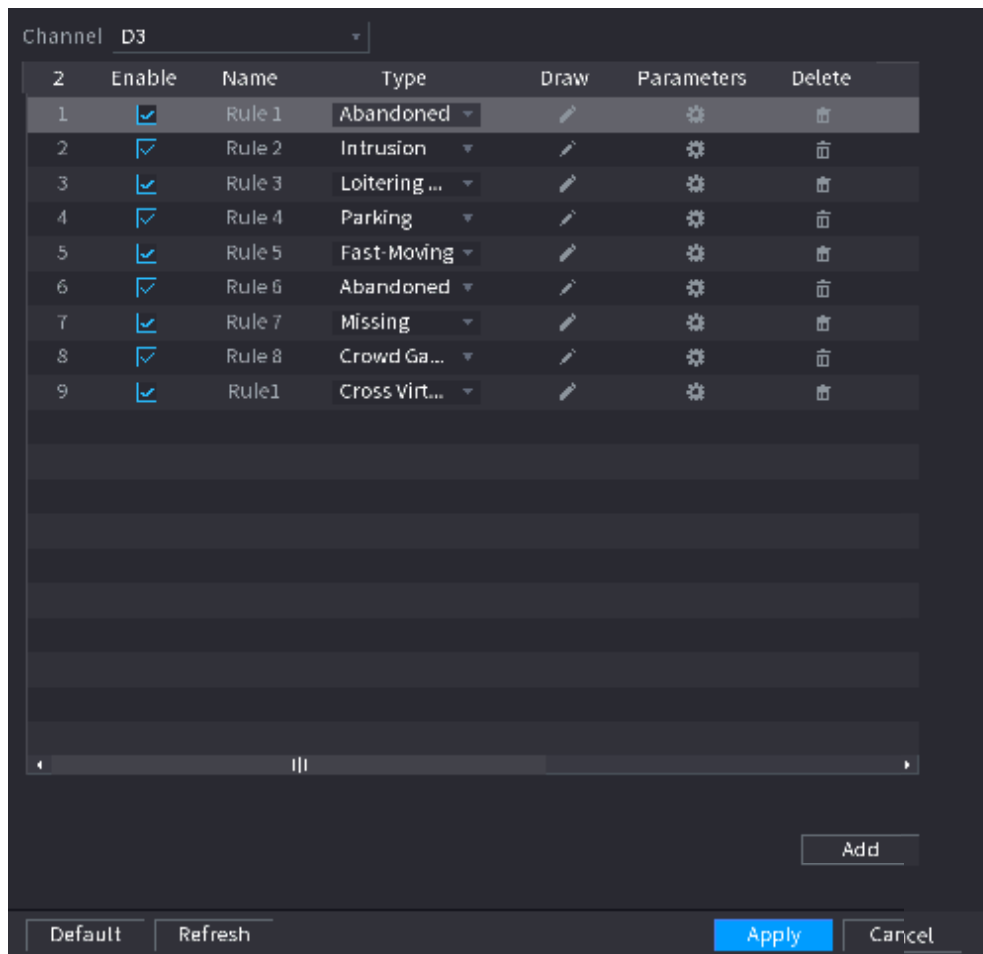 Channel D3
2 Enable Name Type Draw Parameters Delete
1 Rule 1 Abandoned
2 Rule 2 Intrusion
3 Rule 3 Loitering ...
4 Rule 4 Parking
5 Rule 5 Fast-Moving
6 Rule 6 Abandoned
7 Rule 7 Missing
8 Rule 8 Crowd Ga...
9 Rule1 Cross Virt...
Add
Default Refresh Apply Cancel